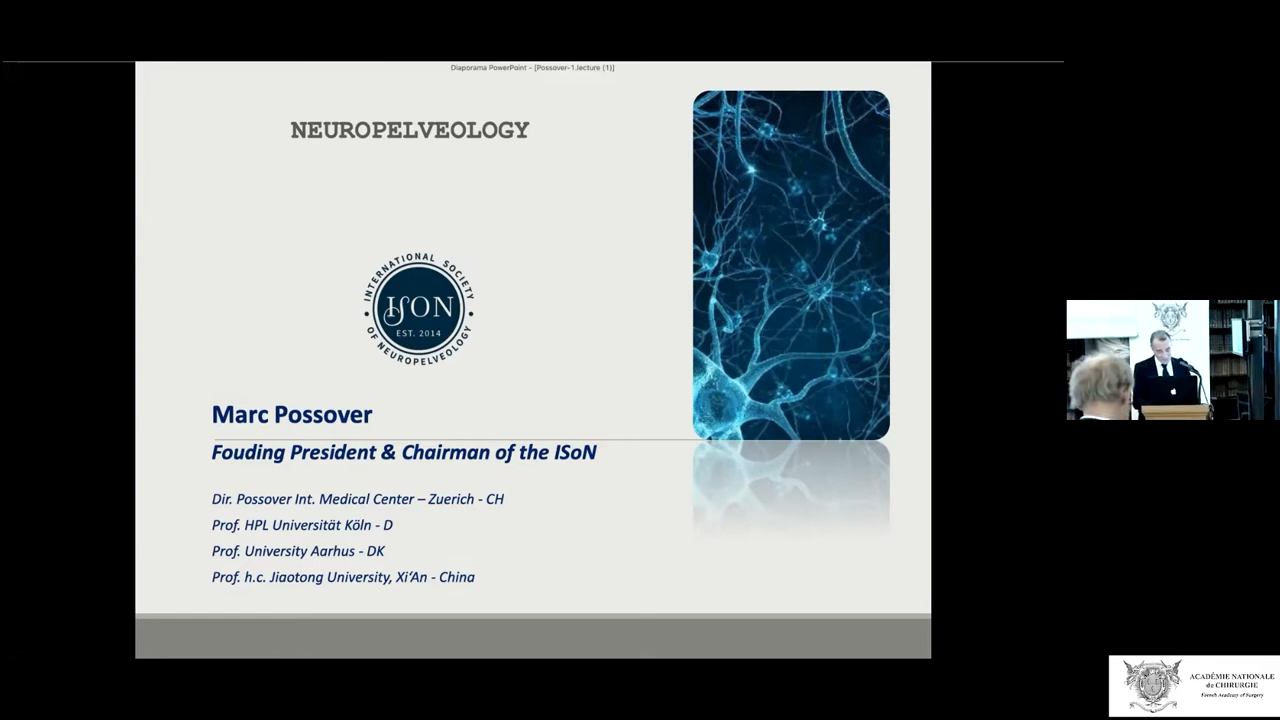 Diaporama PowerPoint - [Possover-1.lecture (1)]
NEUROPELVEOLOGY
INTERNATIONAL SOCIETY
ISON
EST. 2014
OF NEUROPELVEOLOGY
Marc Possover
Fouding President & Chairman of the ISoN
Dir. Possover Int. Medical Center – Zuerich - CH
Prof. HPL Universität Köln - D
Prof. University Aarhus - DK
Prof. h.c. Jiaotong University, Xi‘An - China
ACADÉMIE NATIONALE
de CHIRURGIE
French Academy of Surgery